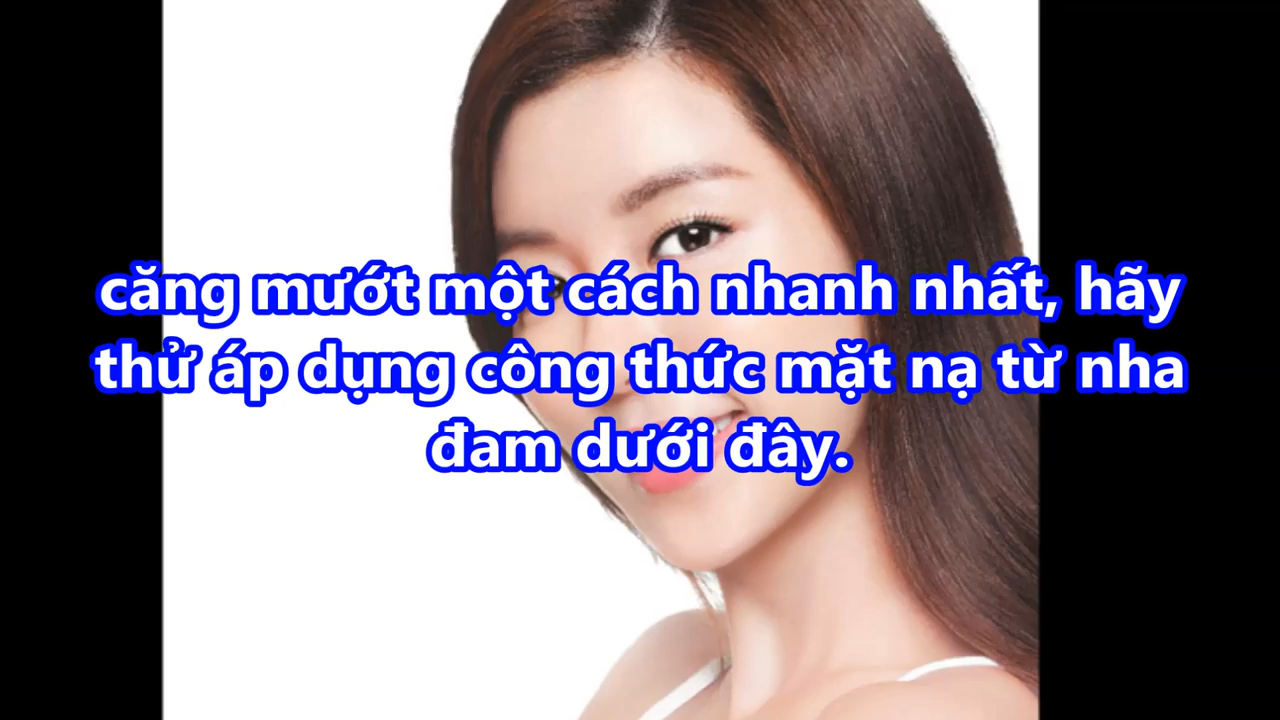 căng mướt một cách nhanh nhất, hãy
thử áp dụng công thức mặt nạ từ nha
đam dưới đây.